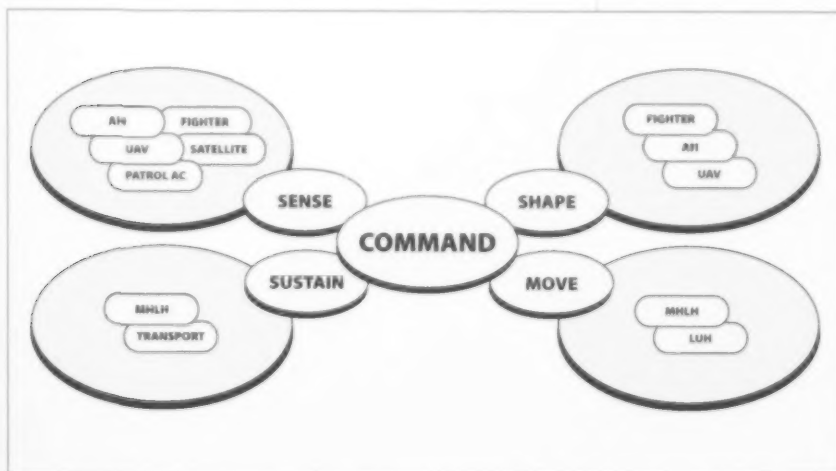 AH
FIGHTER
UAV
SATELLITE
PATROL AC
SENSE
FIGHTER
AH
UAV
SHAPE
COMMAND
SUSTAIN
MHLH
TRANSPORT
MOVE
MHLH
LUH